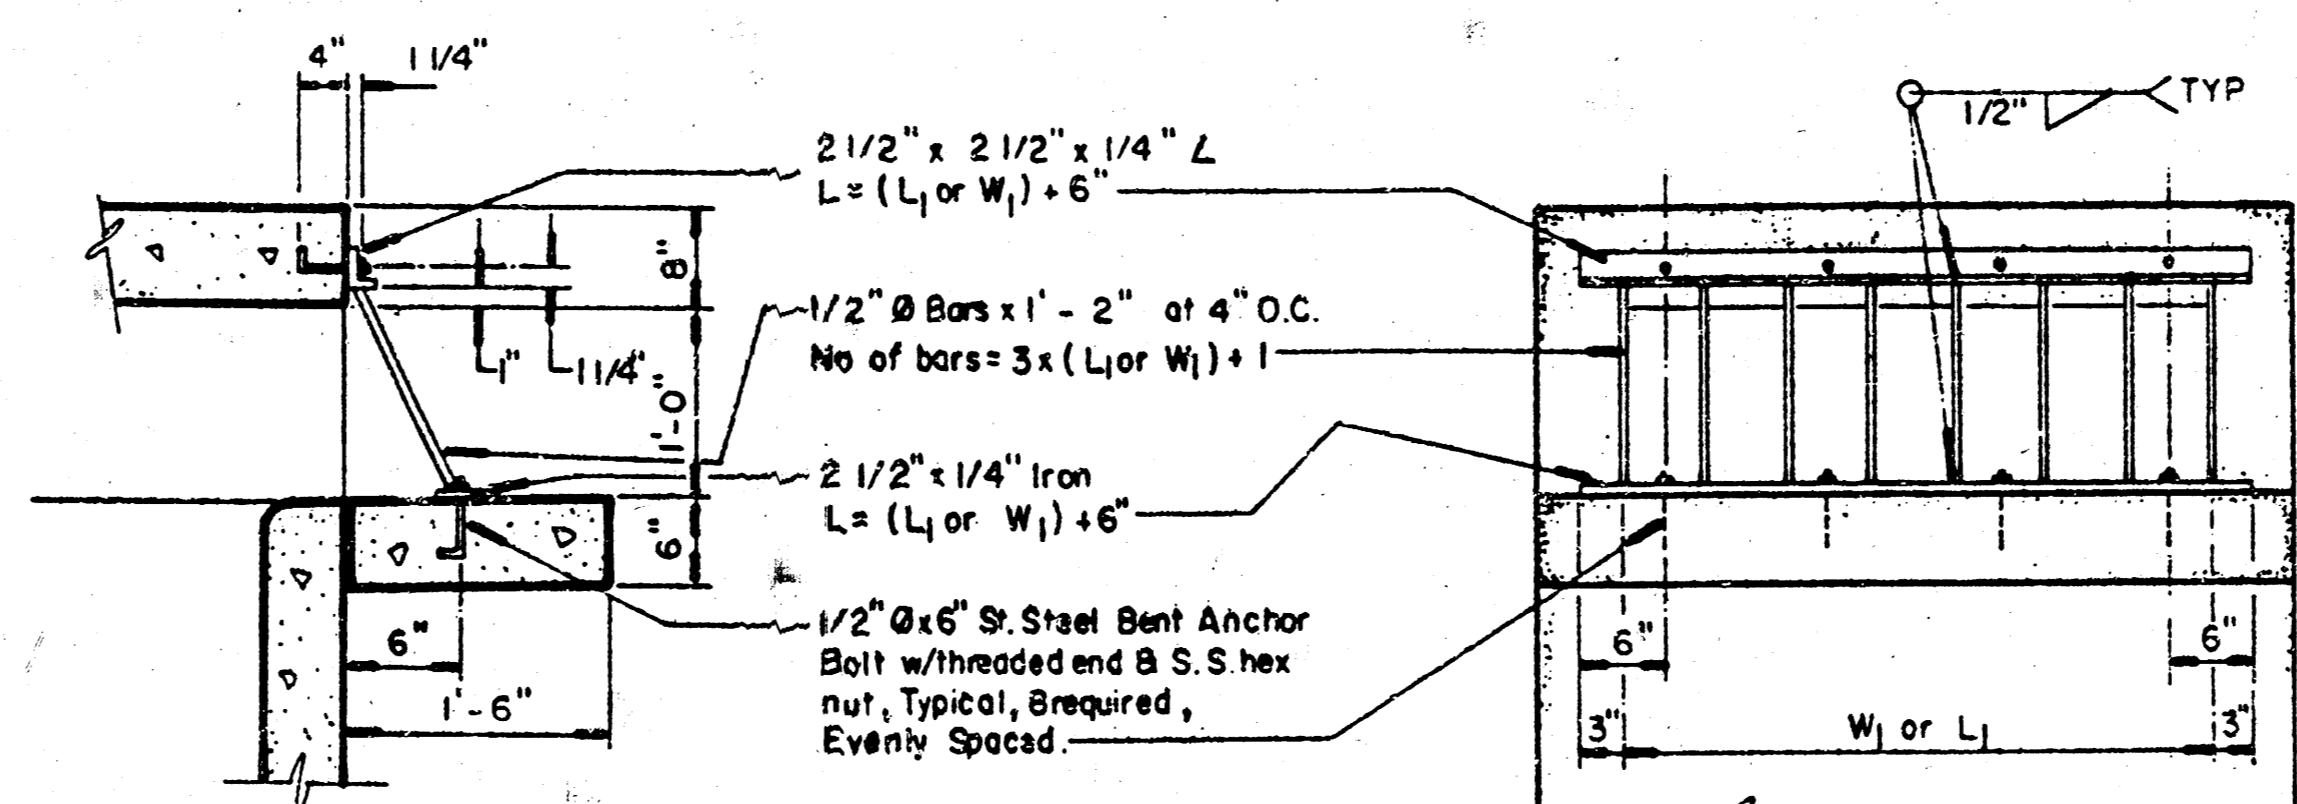 4" 1 1/4"
2 1/2" x 2 1/2" x 1/4" L
L = (L1 or W1) + 6"
1/2" TYP
8"
1/2" Ø Bars x 1' - 2" at 4" O.C.
No of bars = 3 x (L1 or W1) + 1
1" 1 1/4"
1'-0"
2 1/2" x 1/4" Iron
L = (L1 or W1) + 6"
6"
1/2" Ø x 6" St. Steel Bent Anchor
Bolt w/threaded end & S.S. hex
nut, Typical, 8 required,
Evenly Spaced.
6"
1'-6"
6" 6"
3" W1 or L1 3"